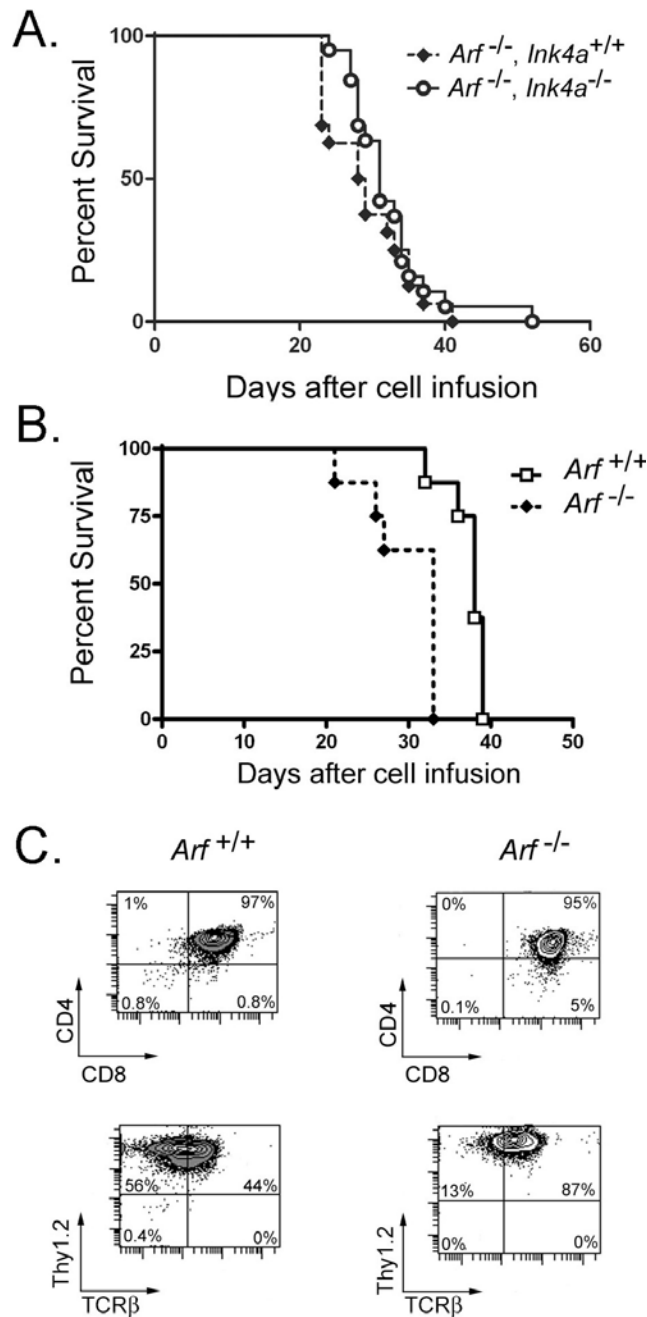 A.
Percent Survival
100
50
0
0 20 40 60
Days after cell infusion
Arf -/-, Ink4a +/+
Arf -/-, Ink4a -/-
B.
Percent Survival
100
75
50
25
0
0 10 20 30 40 50
Days after cell infusion
Arf +/+
Arf -/-
C.
Arf +/+ Arf -/-
1% 97%
0.8% 0.8%
CD4
CD8
0% 95%
0.1% 5%
CD4
CD8
56% 44%
0.4% 0%
Thy1.2
TCRβ
13% 87%
0% 0%
Thy1.2
TCRβ